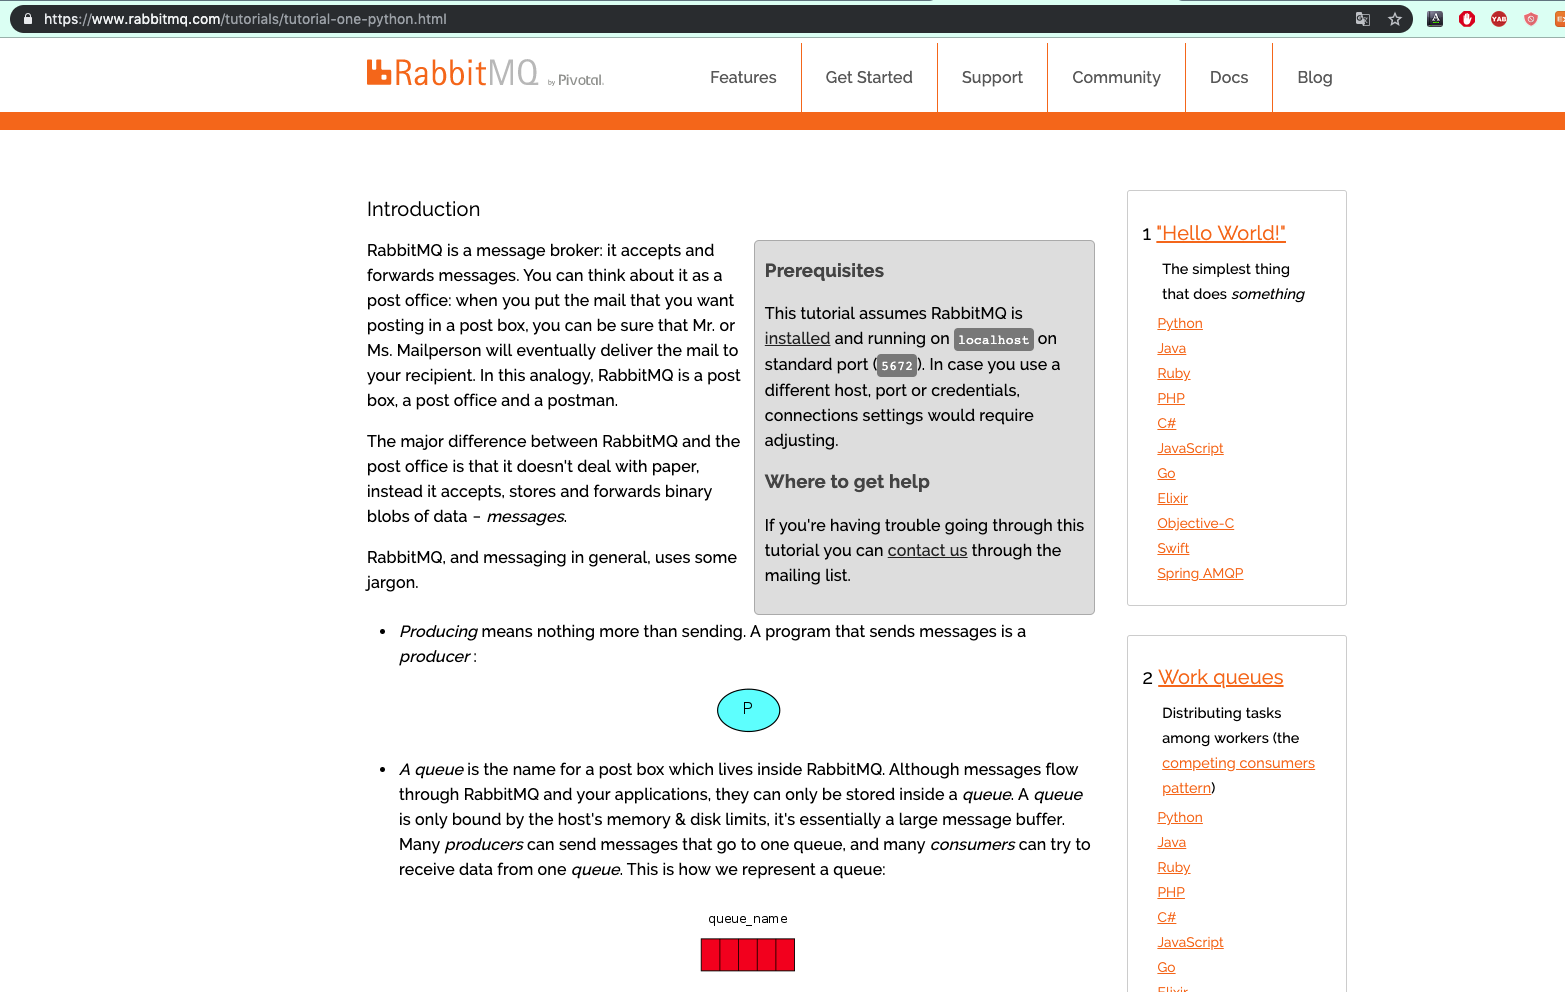 https://www.rabbitmq.com/tutorials/tutorial-one-python.html
A
YAB
RabbitMQ by Pivotal.
Features
Get Started
Support
Community
Docs
Blog
Introduction
RabbitMQ is a message broker: it accepts and
forwards messages. You can think about it as a
post office: when you put the mail that you want
posting in a post box, you can be sure that Mr. or
Ms. Mailperson will eventually deliver the mail to
your recipient. In this analogy, RabbitMQ is a post
box, a post office and a postman.
The major difference between RabbitMQ and the
post office is that it doesn't deal with paper,
instead it accepts, stores and forwards binary
blobs of data – messages.
RabbitMQ, and messaging in general, uses some
jargon.
Prerequisites
This tutorial assumes RabbitMQ is
installed and running on localhost on
standard port (5672). In case you use a
different host, port or credentials,
connections settings would require
adjusting.
Where to get help
If you're having trouble going through this
tutorial you can contact us through the
mailing list.
• Producing means nothing more than sending. A program that sends messages is a
producer :
P
• A queue is the name for a post box which lives inside RabbitMQ. Although messages flow
through RabbitMQ and your applications, they can only be stored inside a queue. A queue
is only bound by the host's memory & disk limits, it's essentially a large message buffer.
Many producers can send messages that go to one queue, and many consumers can try to
receive data from one queue. This is how we represent a queue:
queue_name
1 "Hello World!"
The simplest thing
that does something
Python
Java
Ruby
PHP
C#
JavaScript
Go
Elixir
Objective-C
Swift
Spring AMQP
2 Work queues
Distributing tasks
among workers (the
competing consumers
pattern)
Python
Java
Ruby
PHP
C#
JavaScript
Go
Elixir